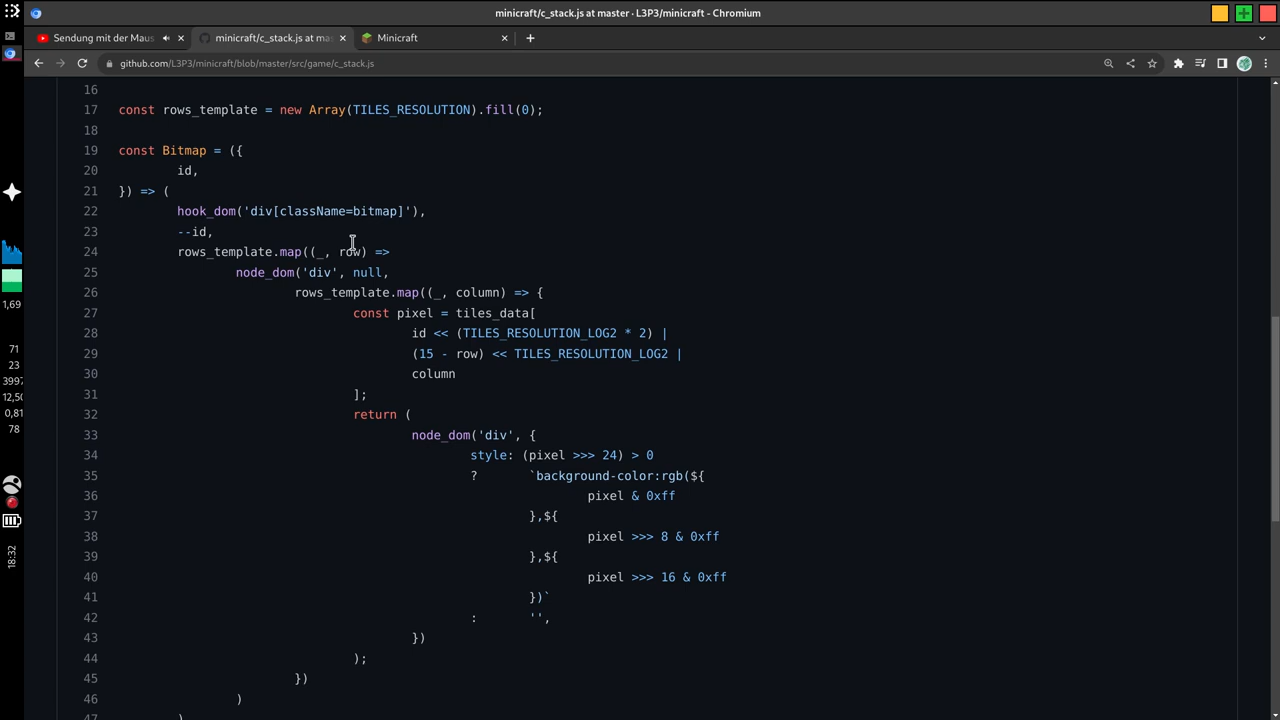 minicraft/c_stack.js at master · L3P3/minicraft - Chromium
Sendung mit der Maus
minicraft/c_stack.js at mas
Minicraft
github.com/L3P3/minicraft/blob/master/src/game/c_stack.js
16
17 const rows_template = new Array(TILES_RESOLUTION).fill(0);
18
19 const Bitmap = ({
20 id,
21 }) => (
22 hook_dom('div[className=bitmap]'),
23 --id,
24 rows_template.map((_, row) =>
25 node_dom('div', null,
26 rows_template.map((_, column) => {
27 const pixel = tiles_data[
28 id << (TILES_RESOLUTION_LOG2 * 2) |
29 (15 - row) << TILES_RESOLUTION_LOG2 |
30 column
31 ];
32 return (
33 node_dom('div', {
34 style: (pixel >>> 24) > 0
35 ? `background-color:rgb(${
36 pixel & 0xff
37 },${
38 pixel >>> 8 & 0xff
39 },${
40 pixel >>> 16 & 0xff
41 })`
42 : '',
43 })
44 );
45 })
46 )
47 )
1,69
71
23
3997
12,50
0,81
78
18:32